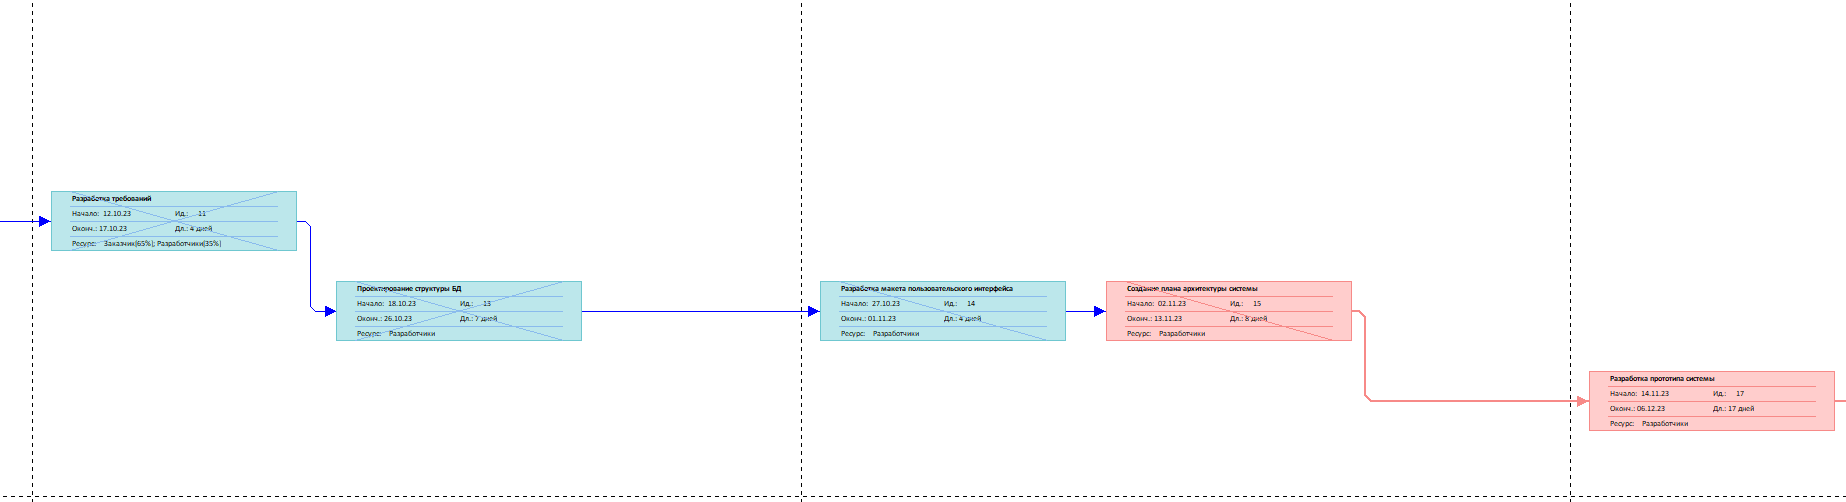 Разработка требований
Начало: 12.10.23 Ид.: 11
Оконч.: 17.10.23 Дл.: 4 дней
Ресурс: Заказчик[65%]; Разработчики[35%]
Проектирование структуры БД
Начало: 18.10.23 Ид.: 13
Оконч.: 26.10.23 Дл.: 7 дней
Ресурс: Разработчики
Разработка макета пользовательского интерфейса
Начало: 27.10.23 Ид.: 14
Оконч.: 01.11.23 Дл.: 4 дней
Ресурс: Разработчики
Создание плана архитектуры системы
Начало: 02.11.23 Ид.: 15
Оконч.: 13.11.23 Дл.: 8 дней
Ресурс: Разработчики
Разработка прототипа системы
Начало: 14.11.23 Ид.: 17
Оконч.: 06.12.23 Дл.: 17 дней
Ресурс: Разработчики